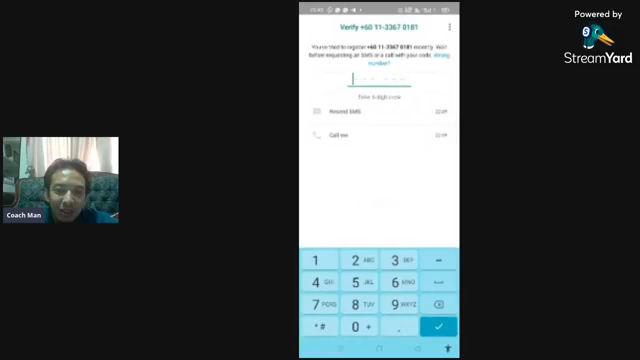 Powered by
StreamYard
Verify +60 11-3367 0181
You've tried to register +60 11-3367 0181 recently. Wait
before requesting an SMS or a call with your code. Wrong
number?
Enter 6-digit code
Resend SMS
Call me
Coach Man
1 2 ABC 3 DEF -
4 GHI 5 JKL 6 MNO
7 PQRS 8 TUV 9 WXYZ
* # 0 + .